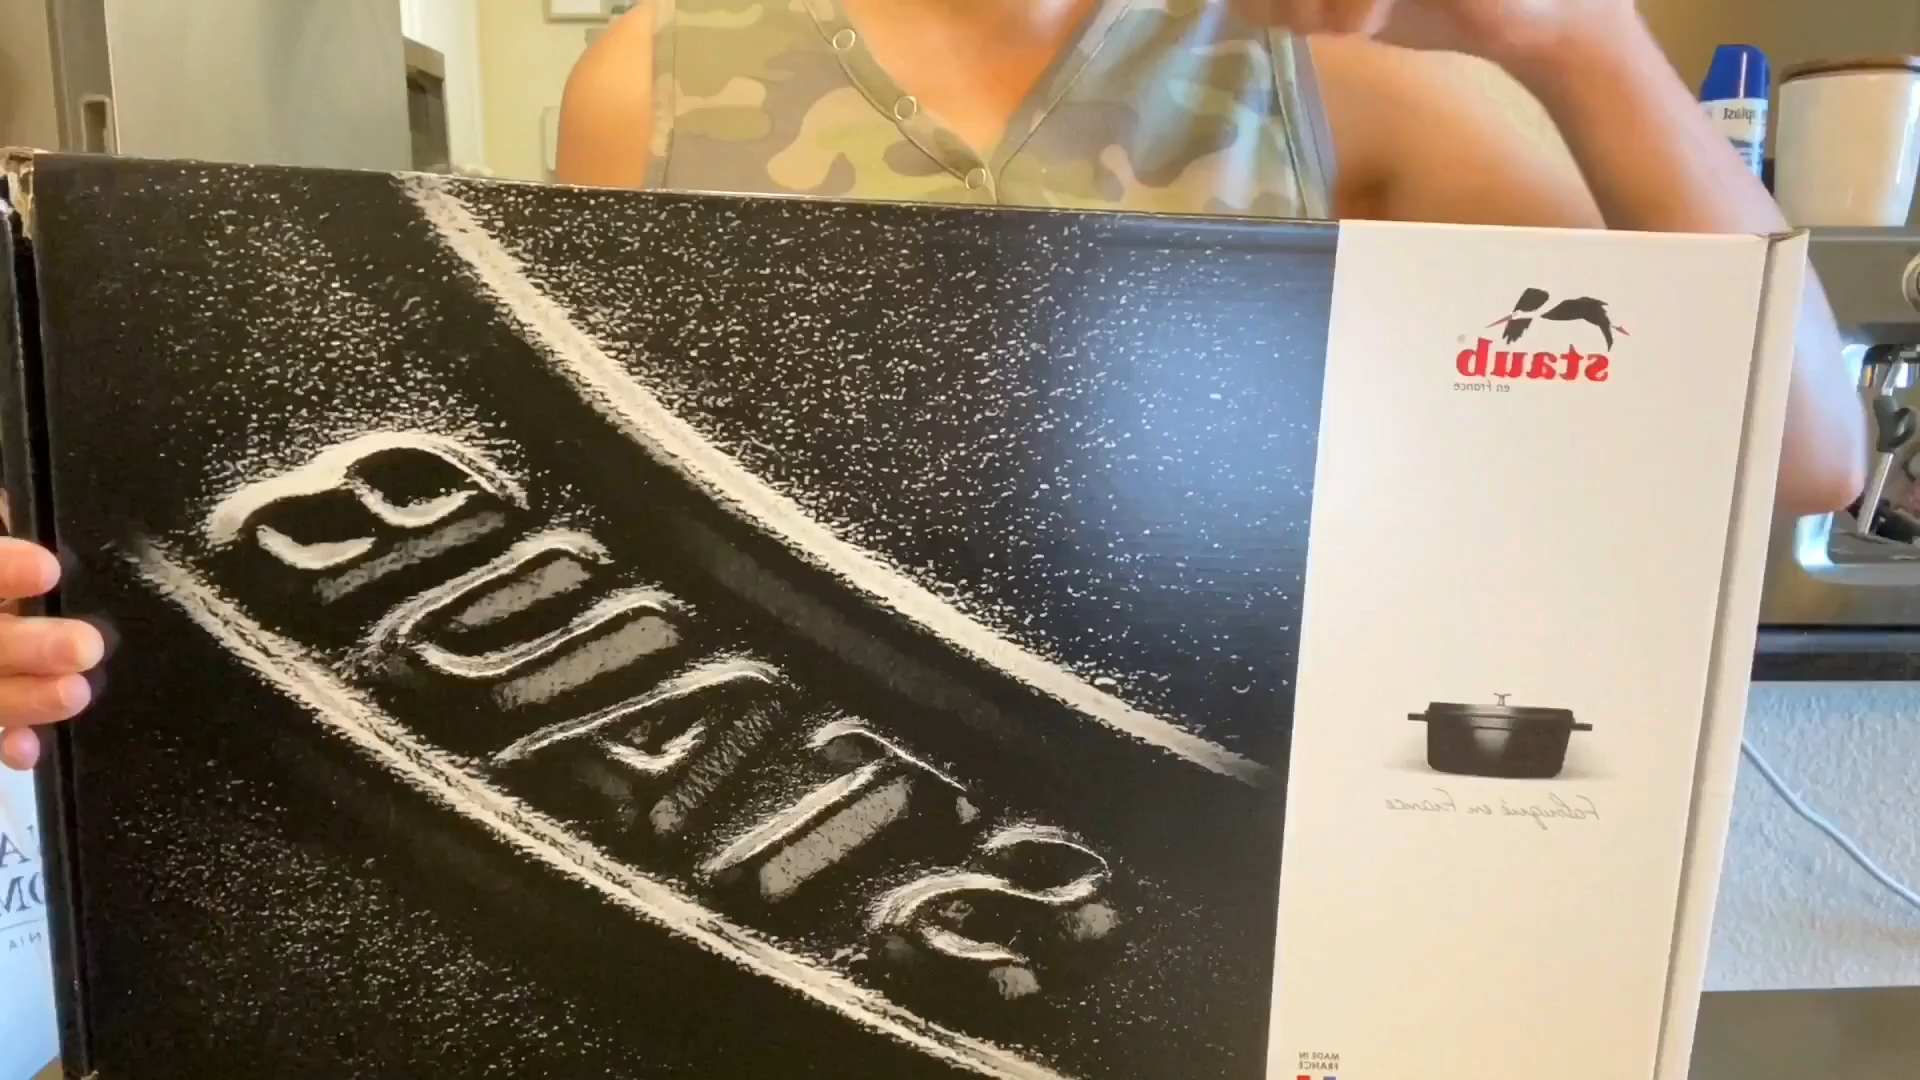 STAUB
staub
en France
Fabriqué en France
MADE IN
FRANCE